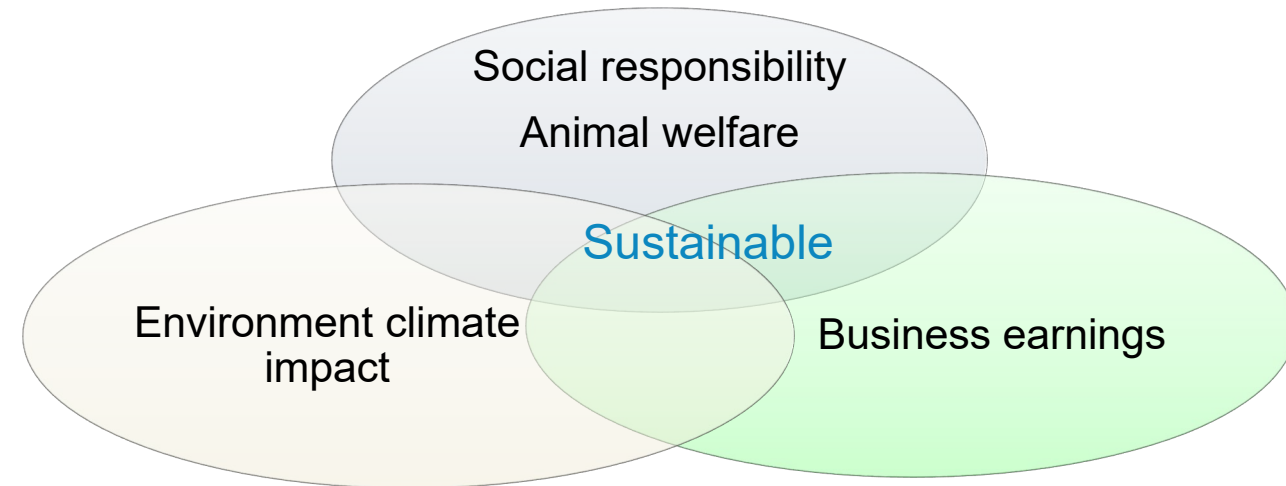 Social responsibility
Animal welfare
Sustainable
Environment climate
impact
Business earnings